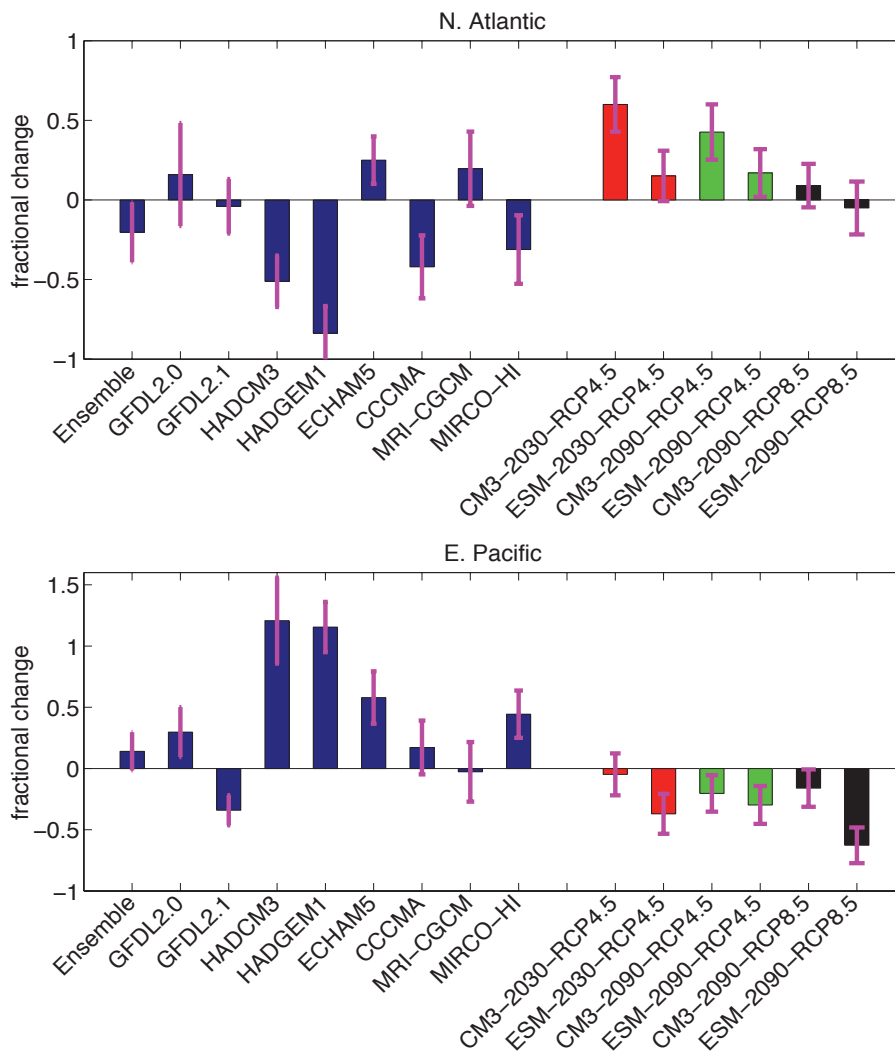 N. Atlantic
fractional change
1
0.5
0
−0.5
−1
Ensemble
GFDL2.0
GFDL2.1
HADCM3
HADGEM1
ECHAM5
CCCMA
MRI−CGCM
MIRCO−HI
CM3−2030−RCP4.5
ESM−2030−RCP4.5
CM3−2090−RCP4.5
ESM−2090−RCP4.5
CM3−2090−RCP8.5
ESM−2090−RCP8.5
E. Pacific
fractional change
1.5
1
0.5
0
−0.5
−1
Ensemble
GFDL2.0
GFDL2.1
HADCM3
HADGEM1
ECHAM5
CCCMA
MRI−CGCM
MIRCO−HI
CM3−2030−RCP4.5
ESM−2030−RCP4.5
CM3−2090−RCP4.5
ESM−2090−RCP4.5
CM3−2090−RCP8.5
ESM−2090−RCP8.5